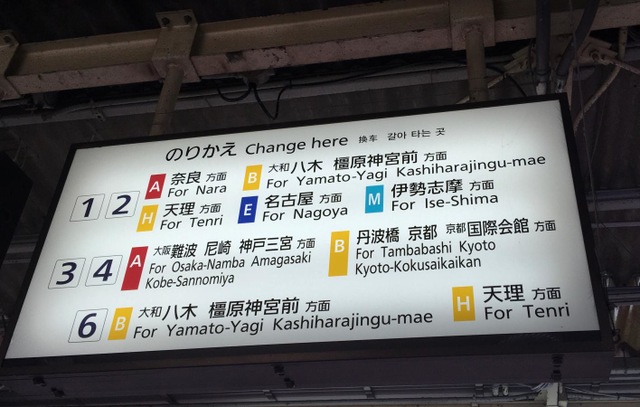 のりかえ Change here 換车 갈아 타는 곳
1 2 A 奈良 方面 B 大和八木 橿原神宮前 方面
For Nara For Yamato-Yagi Kashiharajingu-mae
H 天理 方面 E 名古屋 方面 M 伊勢志摩 方面
For Tenri For Nagoya For Ise-Shima
3 4 A 大阪難波 尼崎 神戸三宮 方面 B 丹波橋 京都 京都国際会館 方面
For Osaka-Namba Amagasaki For Tambabashi Kyoto
Kobe-Sannomiya Kyoto-Kokusaikaikan
6 B 大和八木 橿原神宮前 方面 H 天理 方面
For Yamato-Yagi Kashiharajingu-mae For Tenri